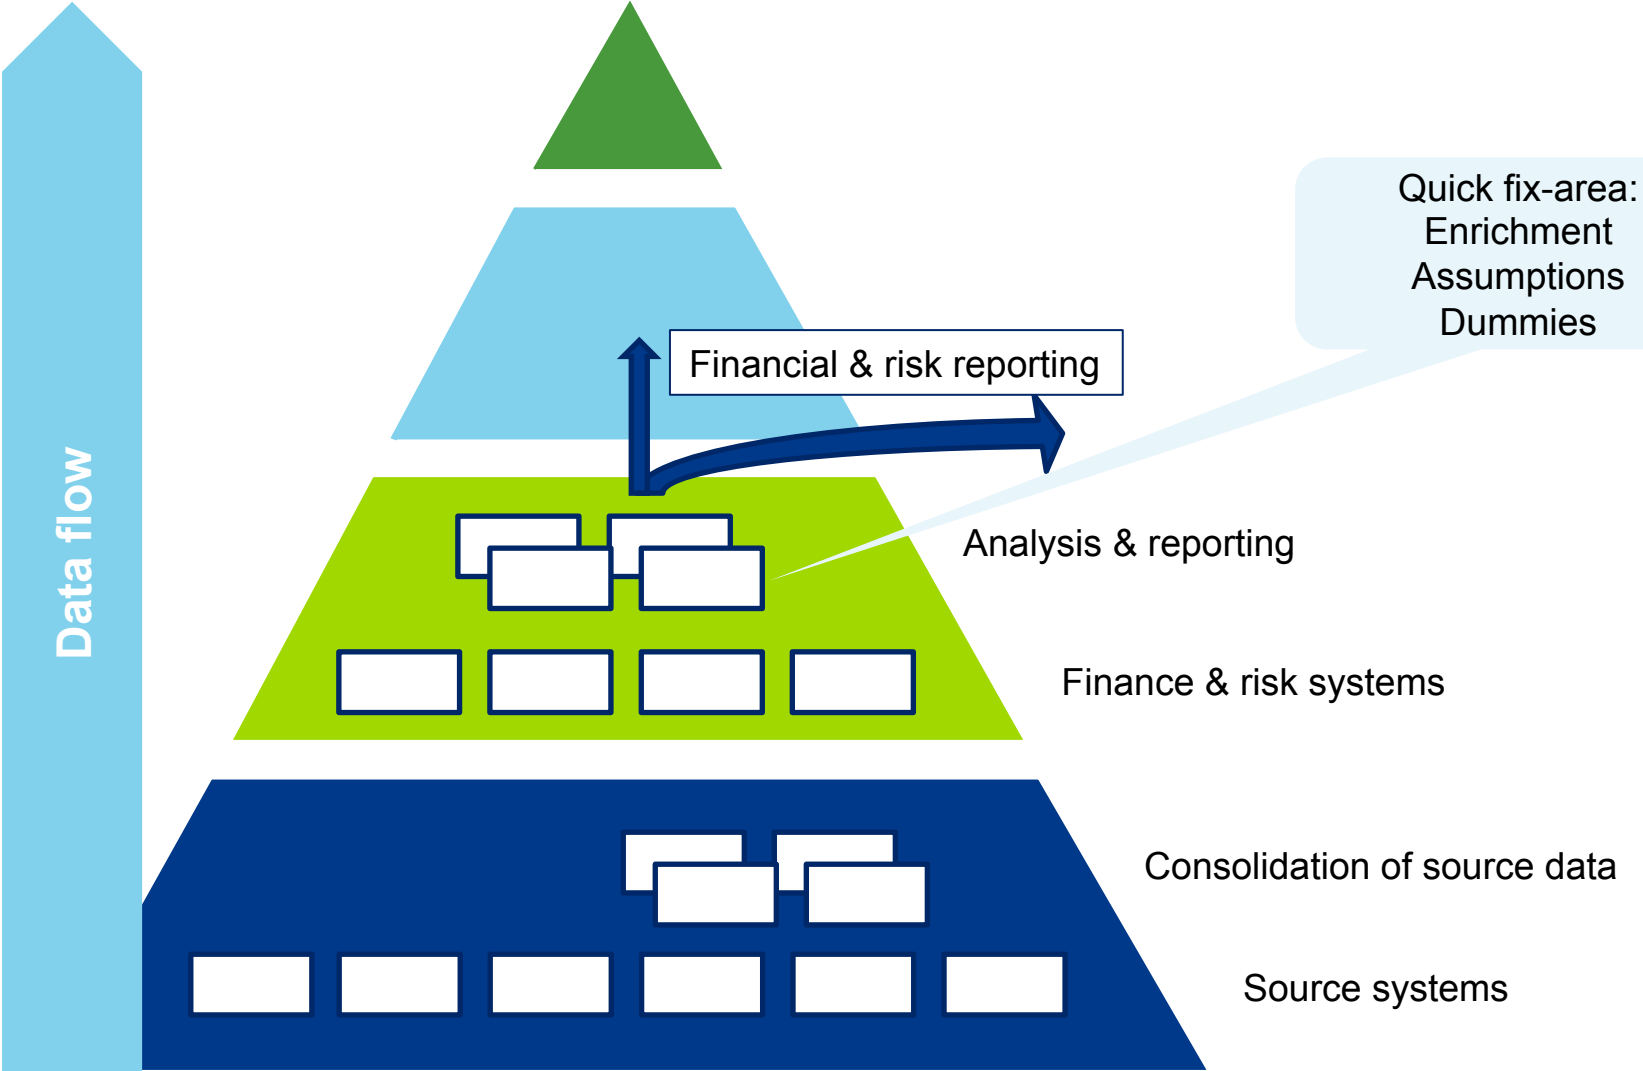 Quick fix-area:
Enrichment
Assumptions
Dummies
Financial & risk reporting
Data flow
Analysis & reporting
Finance & risk systems
Consolidation of source data
Source systems